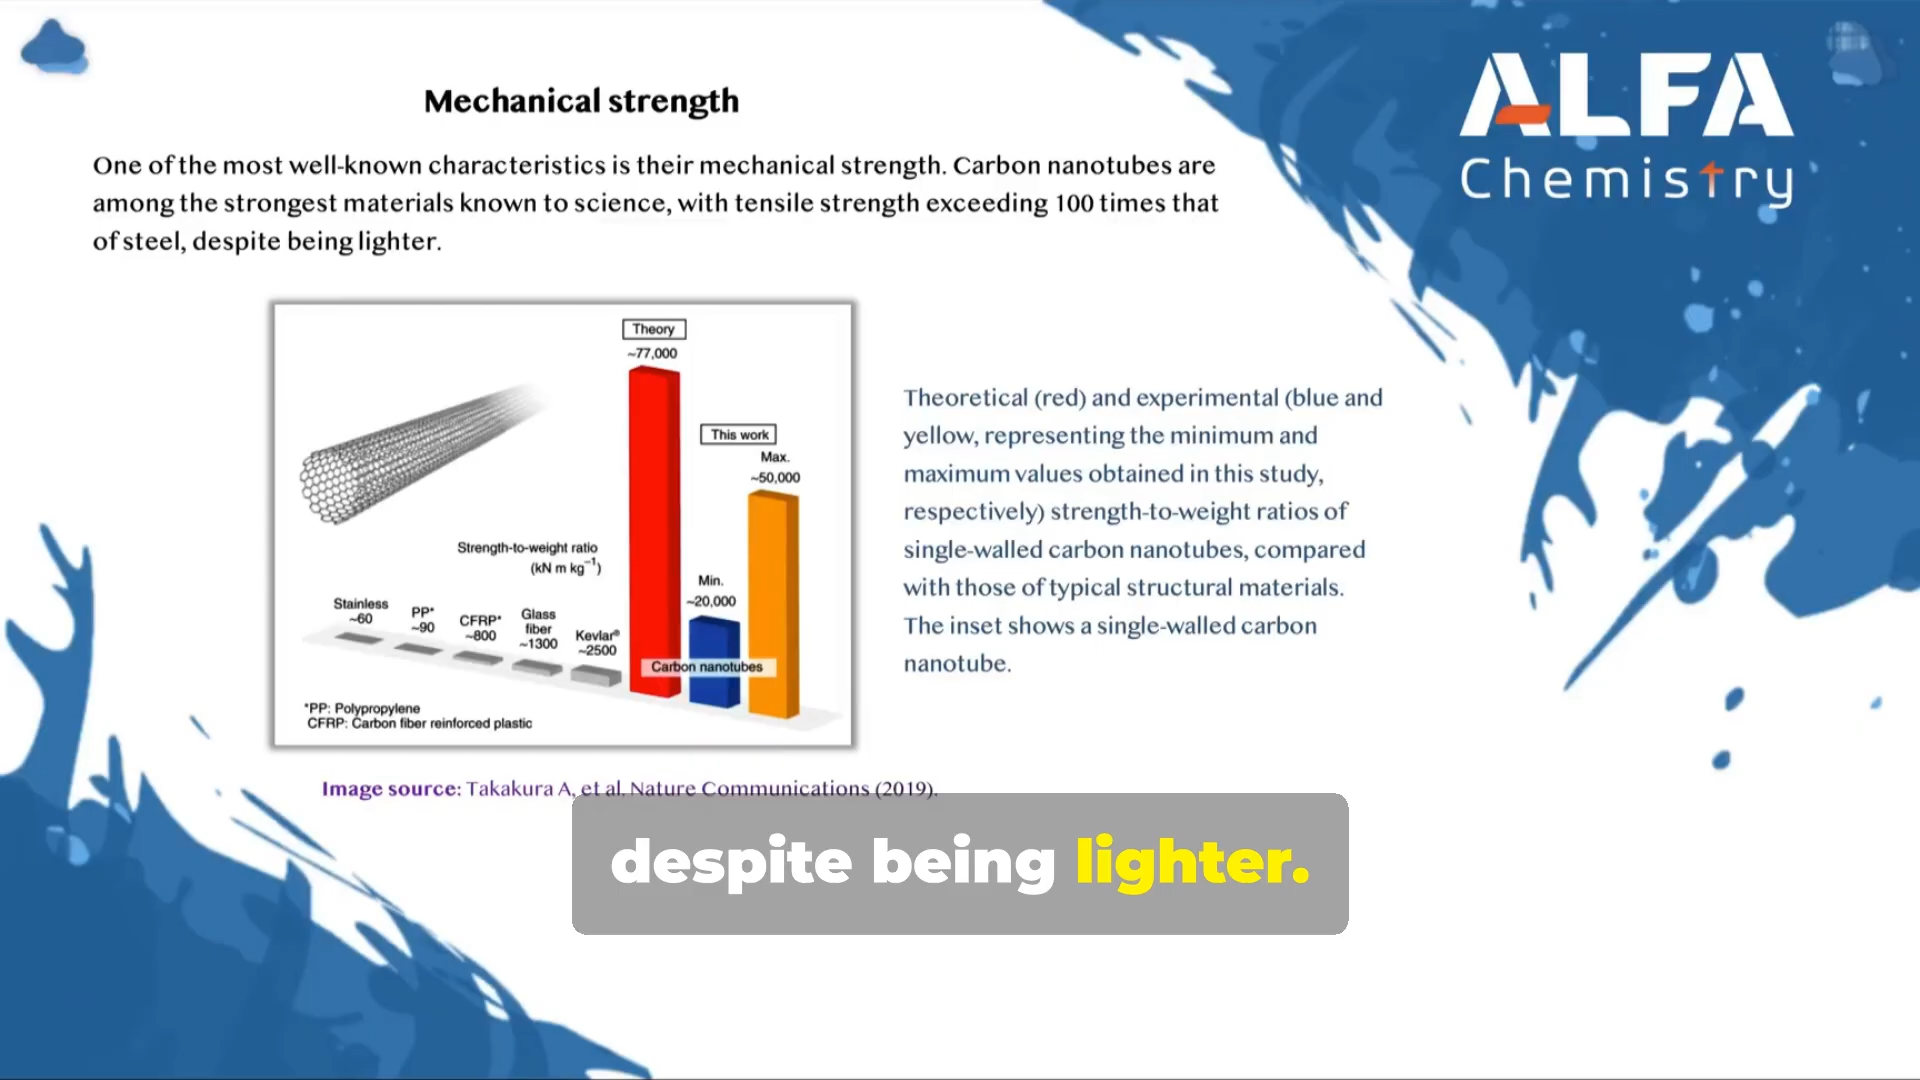 ALFA
Chemistry
Mechanical strength
One of the most well-known characteristics is their mechanical strength. Carbon nanotubes are
among the strongest materials known to science, with tensile strength exceeding 100 times that
of steel, despite being lighter.
Theory
~77,000
This work
Max.
~50,000
Strength-to-weight ratio
(kN m kg⁻¹)
Min.
~20,000
Stainless
~60
PP*
~90
CFRP*
~800
Glass
fiber
~1300
Kevlar®
~2500
Carbon nanotubes
*PP: Polypropylene
CFRP: Carbon fiber reinforced plastic
Theoretical (red) and experimental (blue and
yellow, representing the minimum and
maximum values obtained in this study,
respectively) strength-to-weight ratios of
single-walled carbon nanotubes, compared
with those of typical structural materials.
The inset shows a single-walled carbon
nanotube.
Image source: Takakura A, et al. Nature Communications (2019).
despite being lighter.